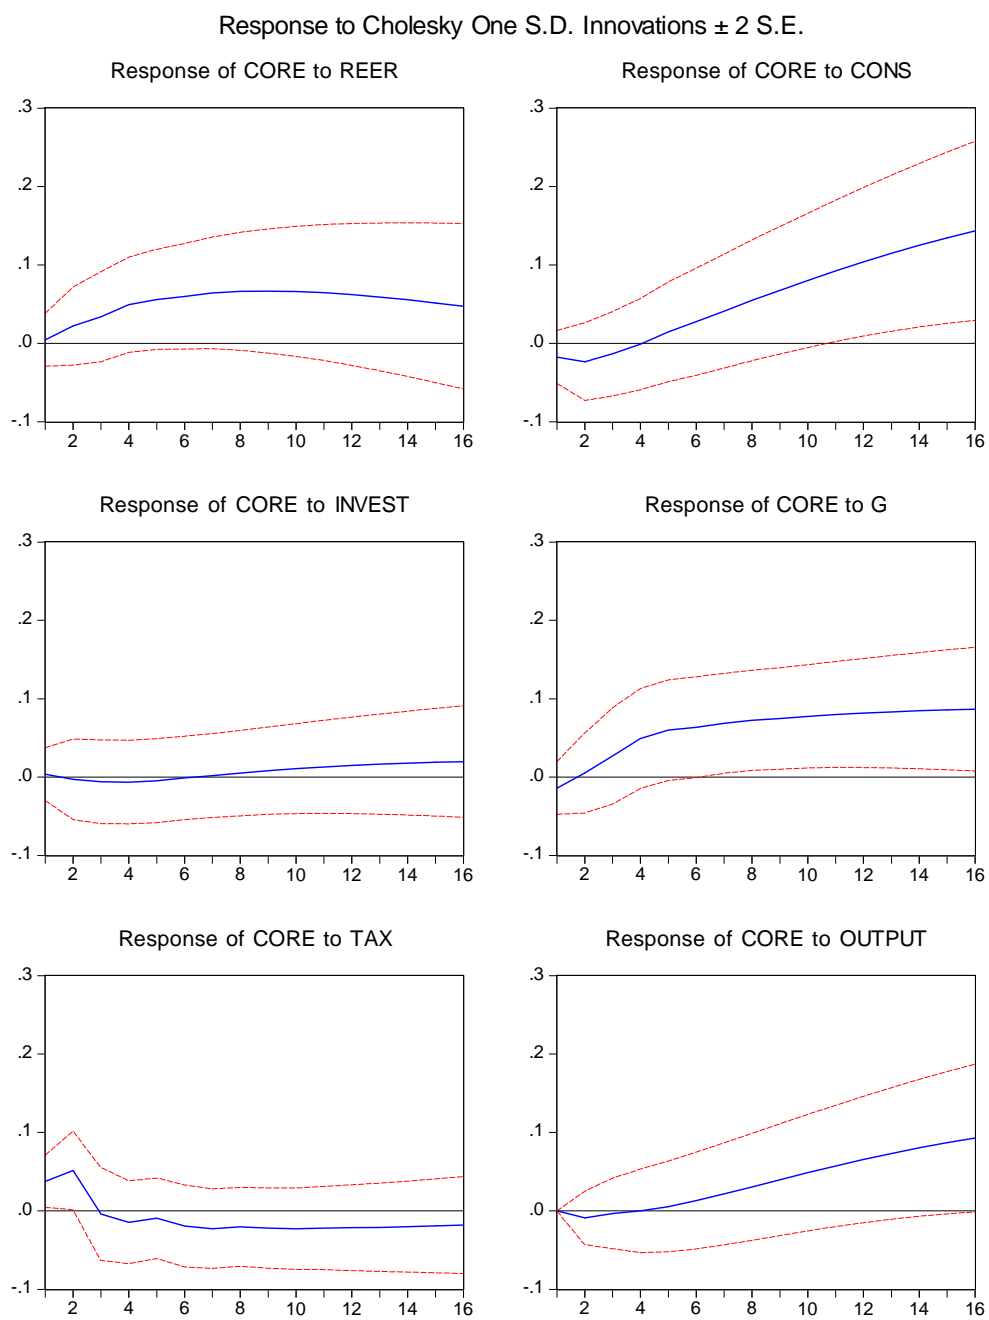 Response to Cholesky One S.D. Innovations ± 2 S.E.
Response of CORE to REER
.3
.2
.1
.0
-.1
2 4 6 8 10 12 14 16
Response of CORE to CONS
.3
.2
.1
.0
-.1
2 4 6 8 10 12 14 16
Response of CORE to INVEST
.3
.2
.1
.0
-.1
2 4 6 8 10 12 14 16
Response of CORE to G
.3
.2
.1
.0
-.1
2 4 6 8 10 12 14 16
Response of CORE to TAX
.3
.2
.1
.0
-.1
2 4 6 8 10 12 14 16
Response of CORE to OUTPUT
.3
.2
.1
.0
-.1
2 4 6 8 10 12 14 16